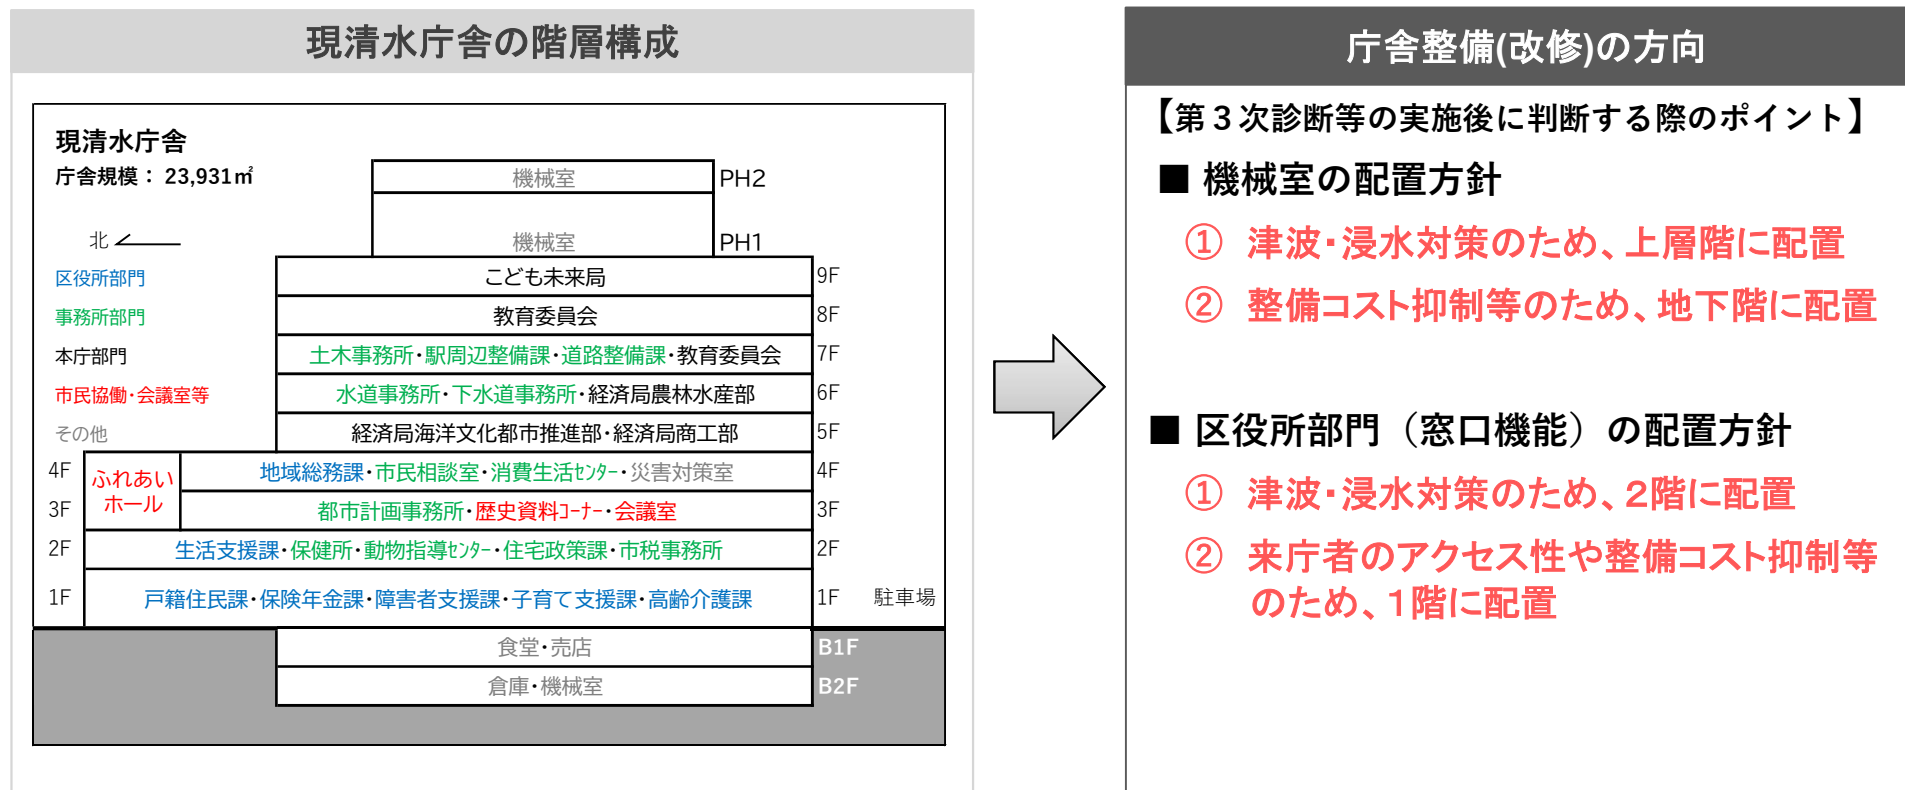 現清水庁舎の階層構成
現清水庁舎
庁舎規模： 23,931㎡
北
区役所部門
事務所部門
本庁部門
市民協働・会議室等
その他
機械室 PH2
機械室 PH1
こども未来局 9F
教育委員会 8F
土木事務所・駅周辺整備課・道路整備課・教育委員会 7F
水道事務所・下水道事務所・経済局農林水産部 6F
経済局海洋文化都市推進部・経済局商工部 5F
4F 地域総務課・市民相談室・消費生活ｾﾝﾀｰ・災害対策室 4F
ふれあい
ホール
3F 都市計画事務所・歴史資料ｺｰﾅｰ・会議室 3F
2F 生活支援課・保健所・動物指導ｾﾝﾀｰ・住宅政策課・市税事務所 2F
1F 戸籍住民課・保険年金課・障害者支援課・子育て支援課・高齢介護課 1F 駐車場
食堂・売店 B1F
倉庫・機械室 B2F
庁舎整備(改修)の方向
【第３次診断等の実施後に判断する際のポイント】
■ 機械室の配置方針
① 津波・浸水対策のため、上層階に配置
② 整備コスト抑制等のため、地下階に配置
■ 区役所部門（窓口機能）の配置方針
① 津波・浸水対策のため、２階に配置
② 来庁者のアクセス性や整備コスト抑制等
のため、１階に配置